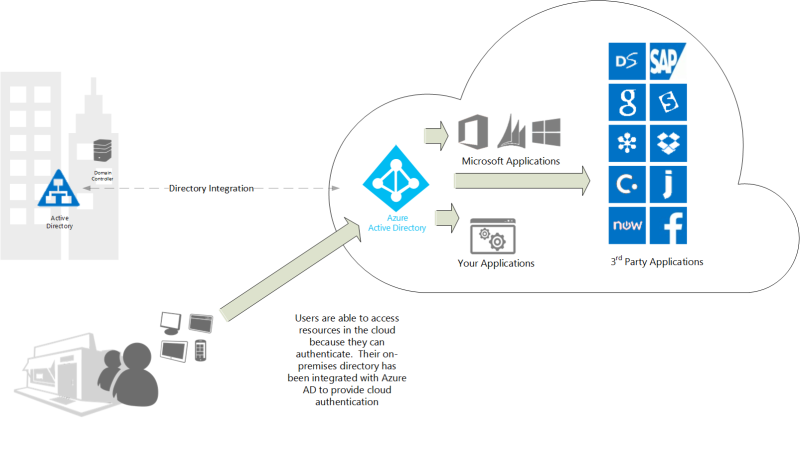 DS
SAP
g
Microsoft Applications
Domain
Controller
Directory Integration
Azure
Active Directory
Active
Directory
now
f
Your Applications
3rd Party Applications
Users are able to access
resources in the cloud
because they can
authenticate. Their on-
premises directory has
been integrated with Azure
AD to provide cloud
authentication